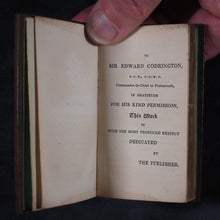 TO
SIR EDWARD CODRINGTON,
G.C.B., G.C.M.G.
Commander-in-Chief at Portsmouth,
IN GRATITUDE
FOR HIS KIND PERMISSION,
This Work
IS
WITH THE MOST PROFOUND RESPECT
DEDICATED
BY
THE PUBLISHER.